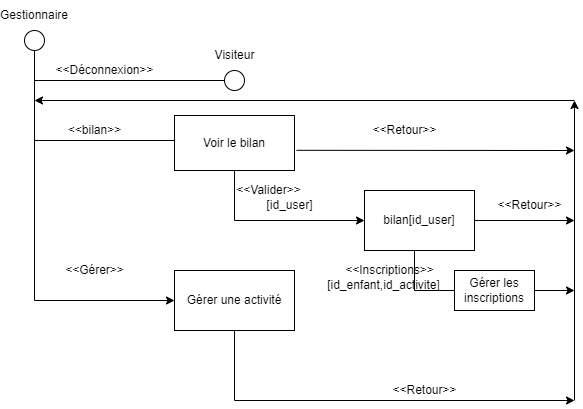 Gestionnaire
Visiteur
<<Déconnexion>>
<<bilan>>
Voir le bilan
<<Retour>>
<<Valider>>
[id_user]
bilan[id_user]
<<Retour>>
<<Gérer>>
<<Inscriptions>>
[id_enfant,id_activite]
Gérer les
inscriptions
Gérer une activité
<<Retour>>